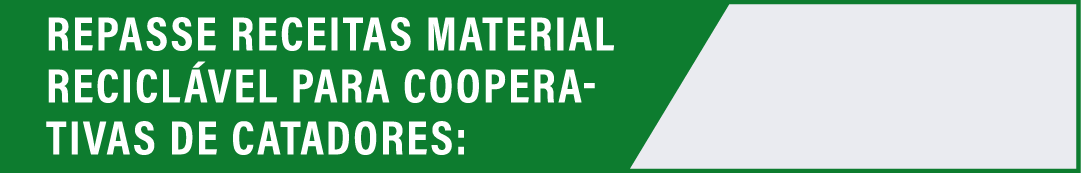 REPASSE RECEITAS MATERIAL
RECICLÁVEL PARA COOPERA-
TIVAS DE CATADORES: